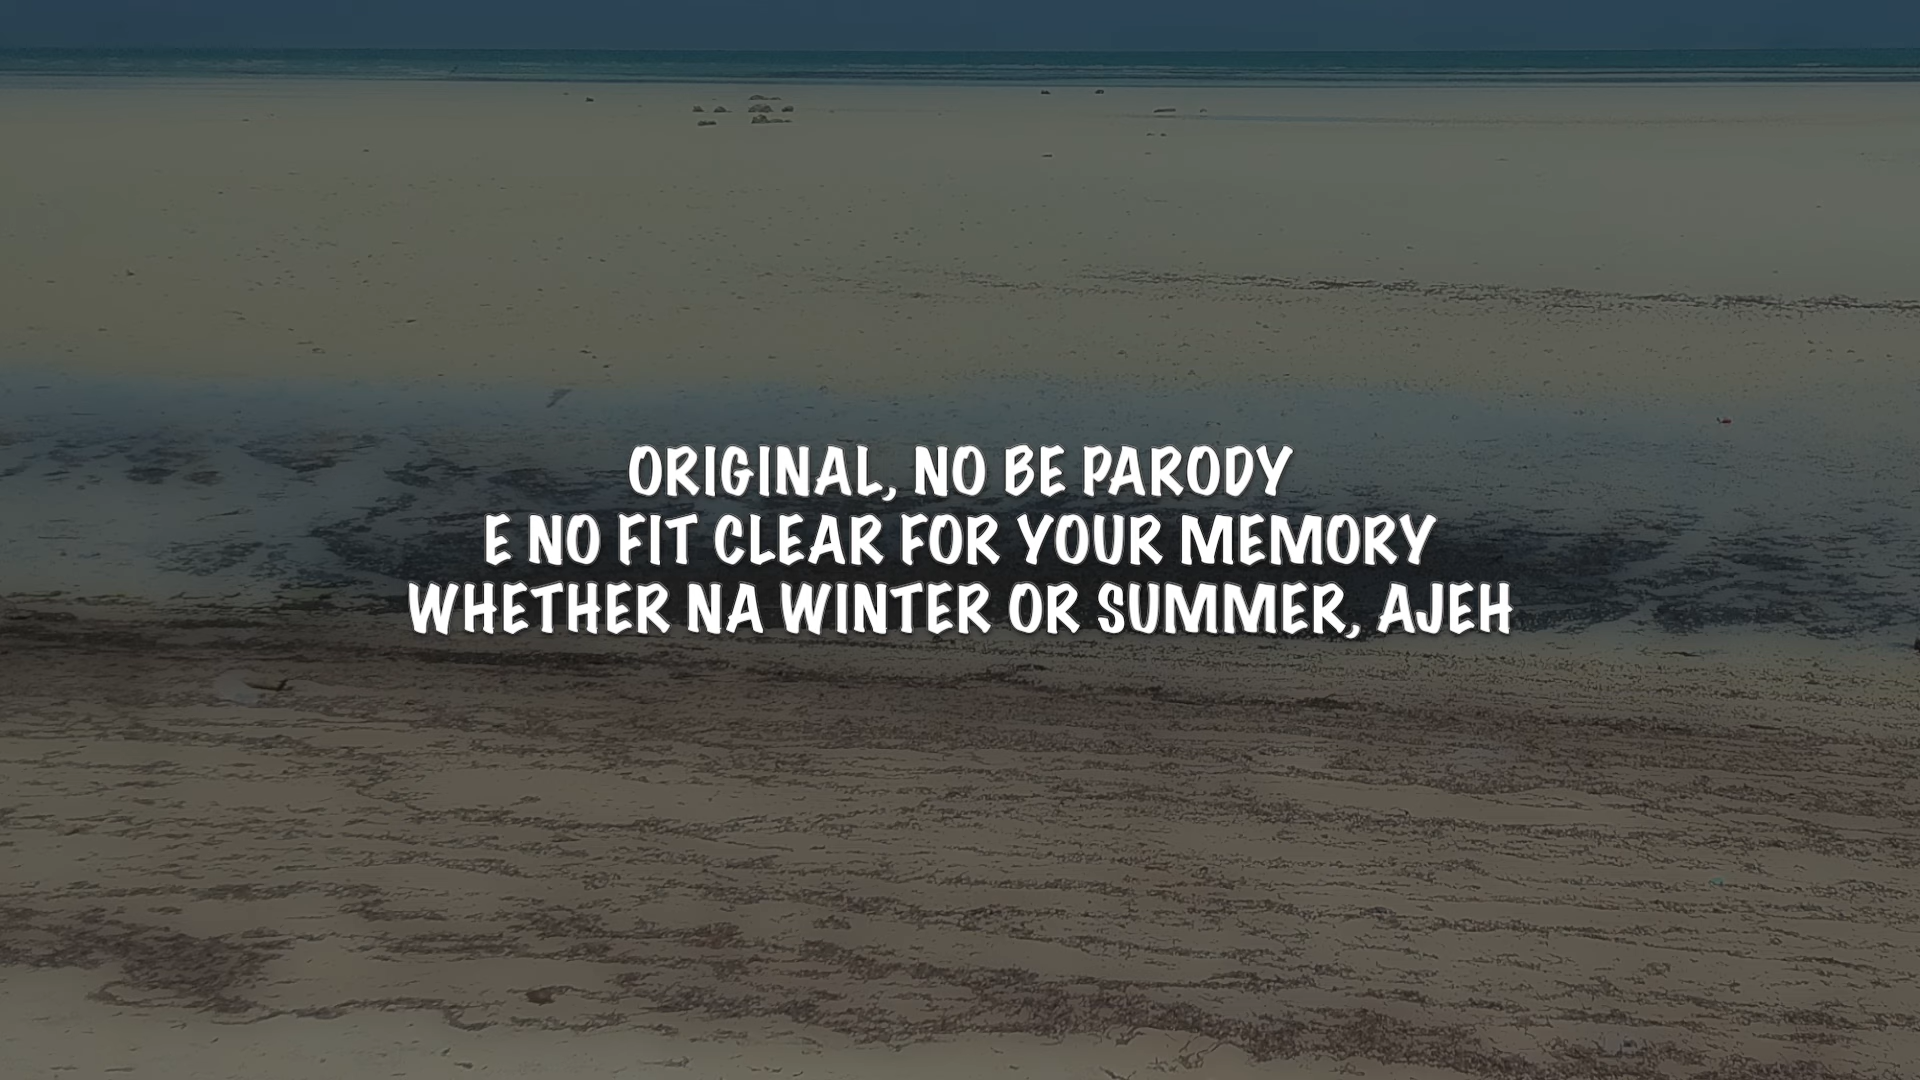 ORIGINAL, NO BE PARODY
E NO FIT CLEAR FOR YOUR MEMORY
WHETHER NA WINTER OR SUMMER, AJEH